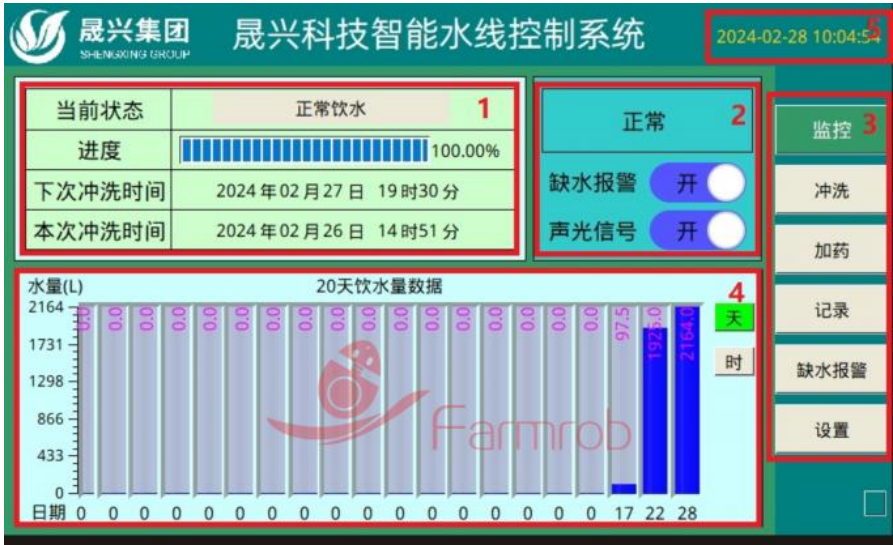 晟兴集团
SHENGXING GROUP
晟兴科技智能水线控制系统
2024-02-28 10:04:54
5
当前状态 正常饮水 1
进度 100.00%
下次冲洗时间 2024年02月27日 19时30分
本次冲洗时间 2024年02月26日 14时51分
正常 2
缺水报警 开
声光信号 开
监控 3
冲洗
加药
记录
缺水报警
设置
水量(L) 20天饮水量数据 4
天
时
2164
1731
1298
866
433
0
0.0 0.0 0.0 0.0 0.0 0.0 0.0 0.0 0.0 0.0 0.0 0.0 0.0 0.0 0.0 0.0 0.0 97.5 1925.0 2164.0
Farmrob
日期 0 0 0 0 0 0 0 0 0 0 0 0 0 0 0 0 0 17 22 28